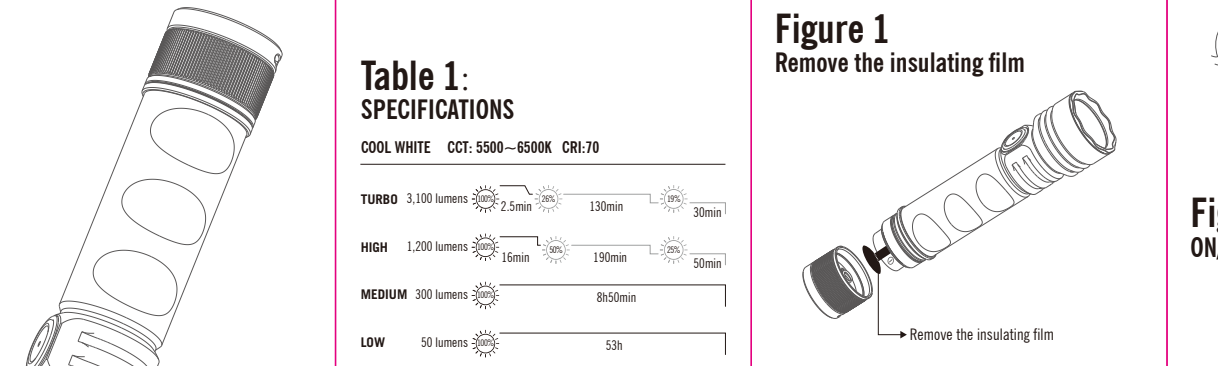 Table 1:
SPECIFICATIONS
COOL WHITE CCT: 5500~6500K CRI:70
TURBO 3,100 lumens 100% 2.5min 26% 130min 19% 30min
HIGH 1,200 lumens 100% 16min 50% 190min 25% 50min
MEDIUM 300 lumens 100% 8h50min
LOW 50 lumens 100% 53h
Figure 1
Remove the insulating film
Remove the insulating film